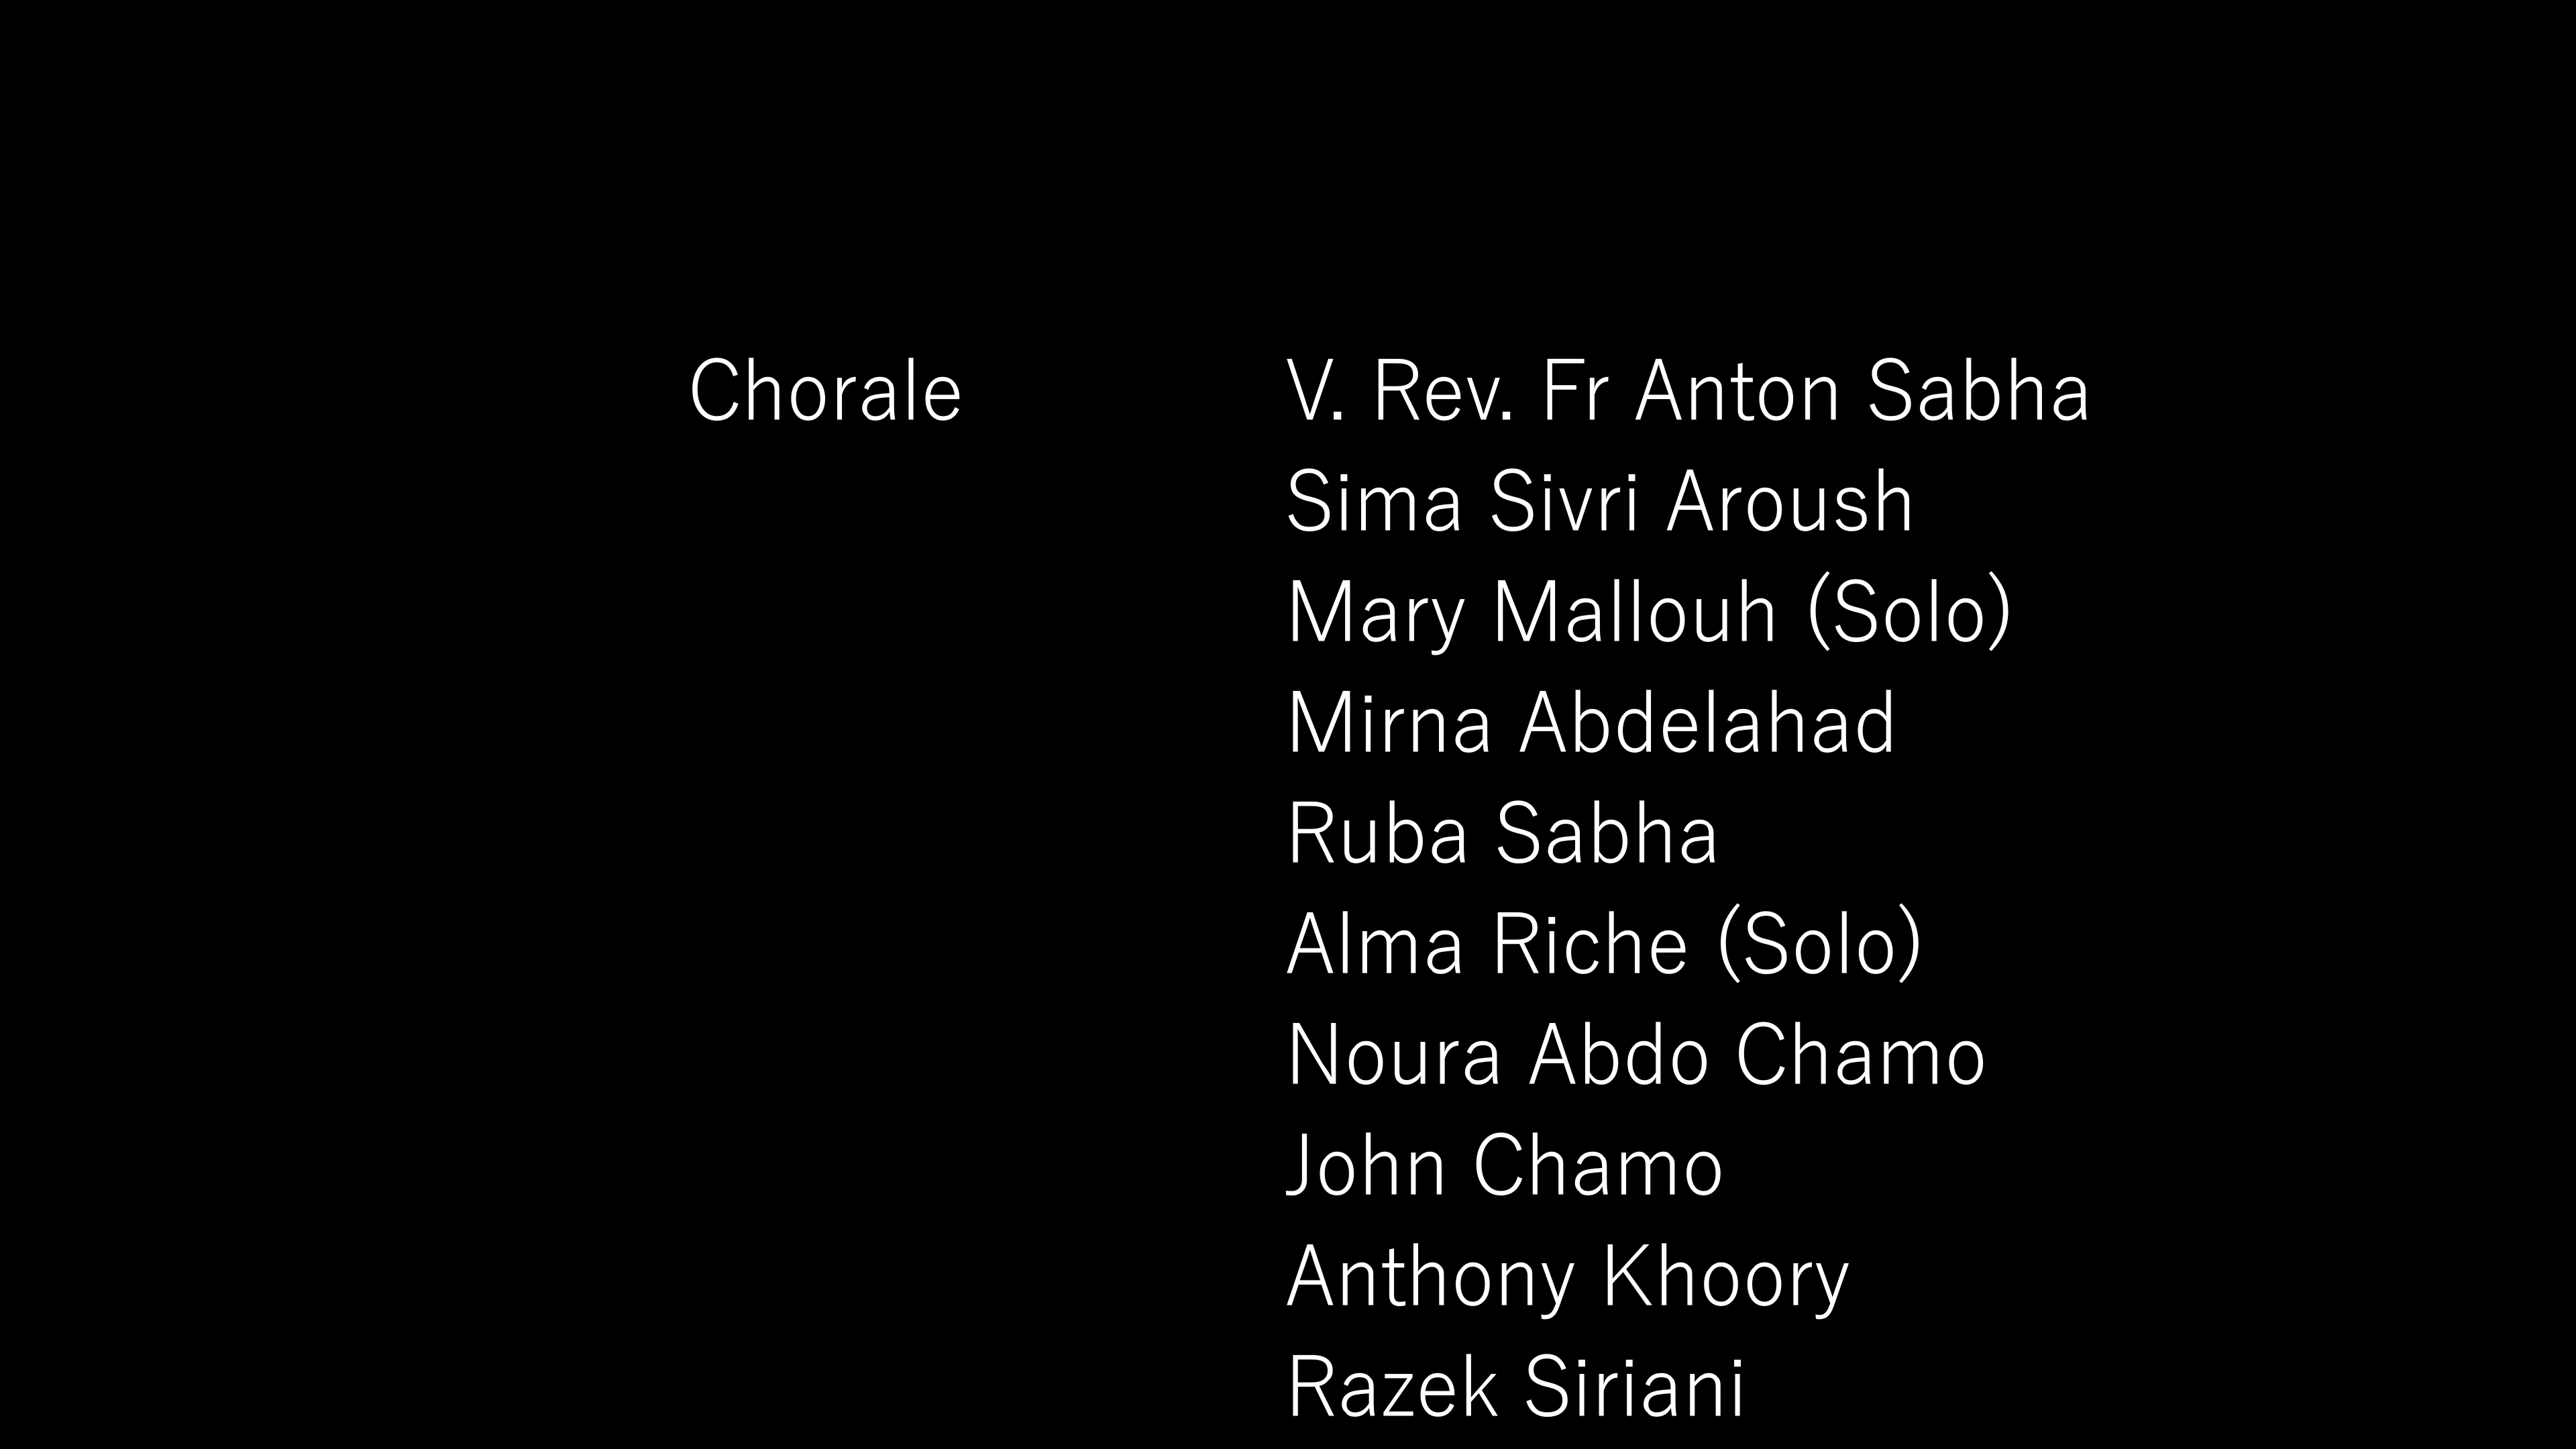 Chorale V. Rev. Fr Anton Sabha
Sima Sivri Aroush
Mary Mallouh (Solo)
Mirna Abdelahad
Ruba Sabha
Alma Riche (Solo)
Noura Abdo Chamo
John Chamo
Anthony Khoory
Razek Siriani